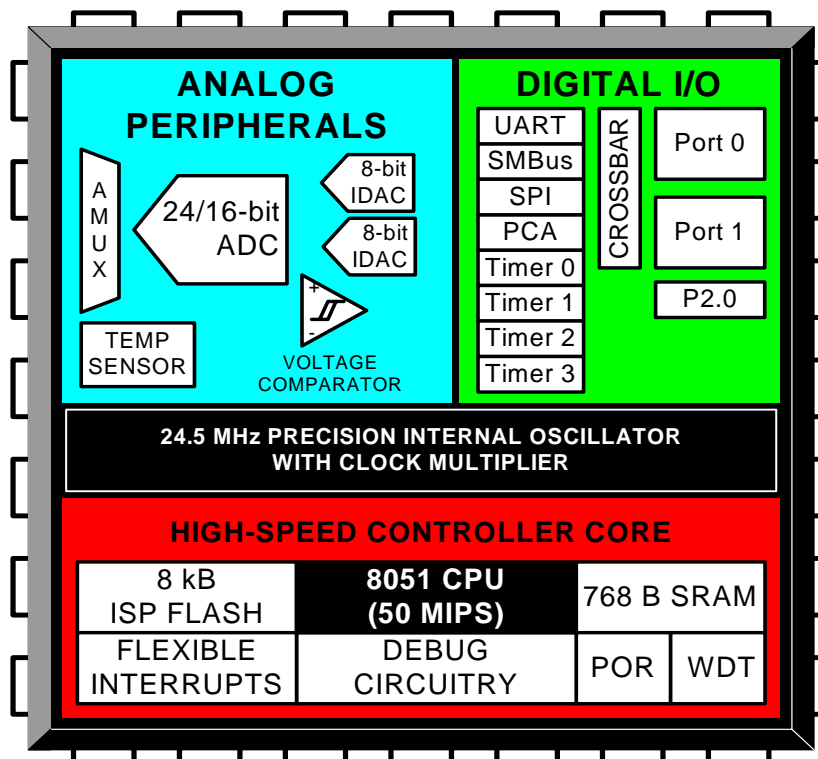 ANALOG
PERIPHERALS
A
M
U
X
24/16-bit
ADC
8-bit
IDAC
8-bit
IDAC
+
-
TEMP
SENSOR
VOLTAGE
COMPARATOR
DIGITAL I/O
UART
SMBus
SPI
PCA
Timer 0
Timer 1
Timer 2
Timer 3
CROSSBAR
Port 0
Port 1
P2.0
24.5 MHz PRECISION INTERNAL OSCILLATOR
WITH CLOCK MULTIPLIER
HIGH-SPEED CONTROLLER CORE
8 kB
ISP FLASH
8051 CPU
(50 MIPS)
768 B SRAM
FLEXIBLE
INTERRUPTS
DEBUG
CIRCUITRY
POR
WDT